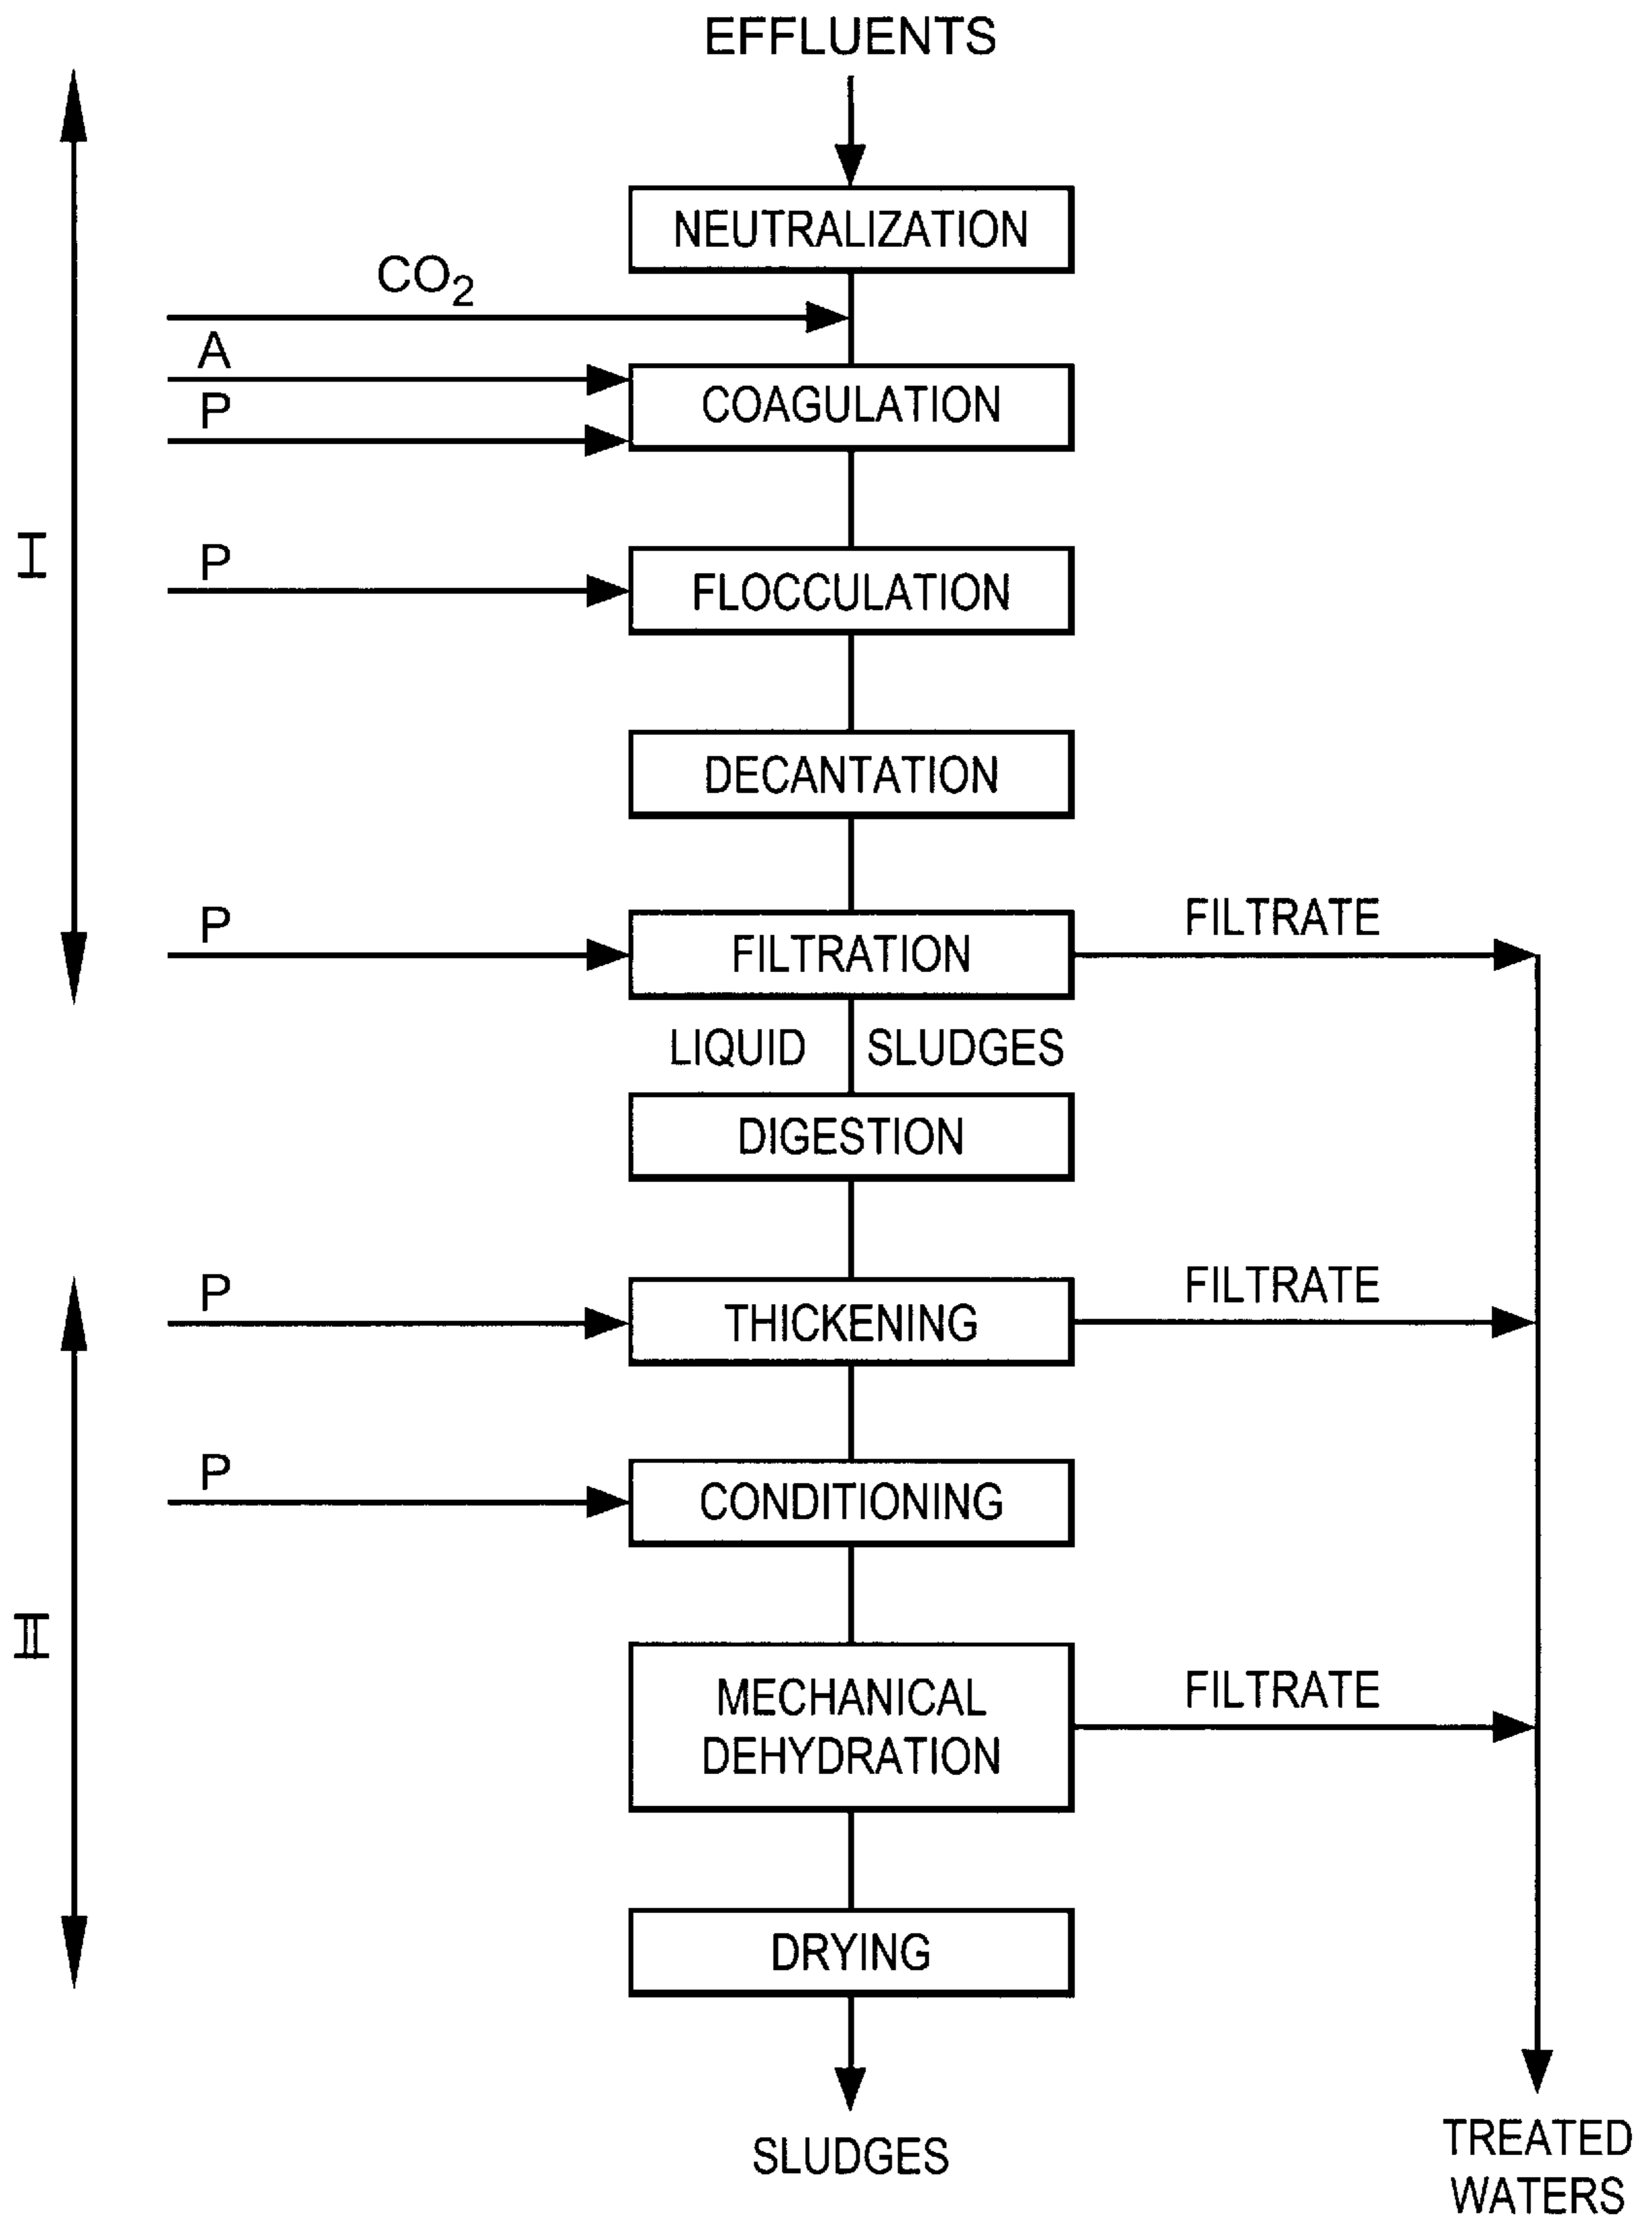 EFFLUENTS
NEUTRALIZATION
CO2
A
COAGULATION
P
I
P
FLOCCULATION
DECANTATION
P
FILTRATION
FILTRATE
LIQUID SLUDGES
DIGESTION
P
THICKENING
FILTRATE
P
CONDITIONING
II
MECHANICAL
DEHYDRATION
FILTRATE
DRYING
SLUDGES
TREATED
WATERS